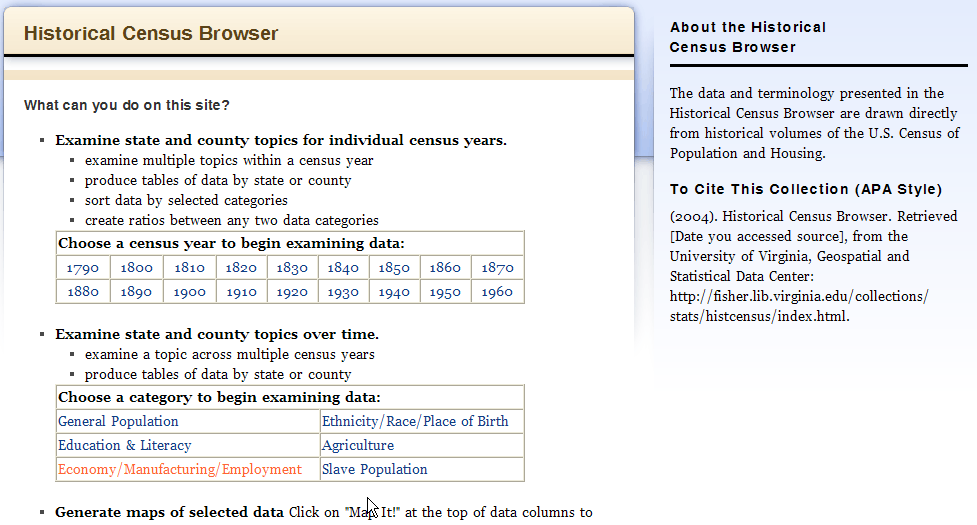 Historical Census Browser
What can you do on this site?
Examine state and county topics for individual census years.
examine multiple topics within a census year
produce tables of data by state or county
sort data by selected categories
create ratios between any two data categories
Choose a census year to begin examining data:
1790 1800 1810 1820 1830 1840 1850 1860 1870
1880 1890 1900 1910 1920 1930 1940 1950 1960
Examine state and county topics over time.
examine a topic across multiple census years
produce tables of data by state or county
Choose a category to begin examining data:
General Population Ethnicity/Race/Place of Birth
Education & Literacy Agriculture
Economy/Manufacturing/Employment Slave Population
Generate maps of selected data Click on "Map It!" at the top of data columns to
About the Historical
Census Browser
The data and terminology presented in the
Historical Census Browser are drawn directly
from historical volumes of the U.S. Census of
Population and Housing.
To Cite This Collection (APA Style)
(2004). Historical Census Browser. Retrieved
[Date you accessed source], from the
University of Virginia, Geospatial and
Statistical Data Center:
http://fisher.lib.virginia.edu/collections/
stats/histcensus/index.html.